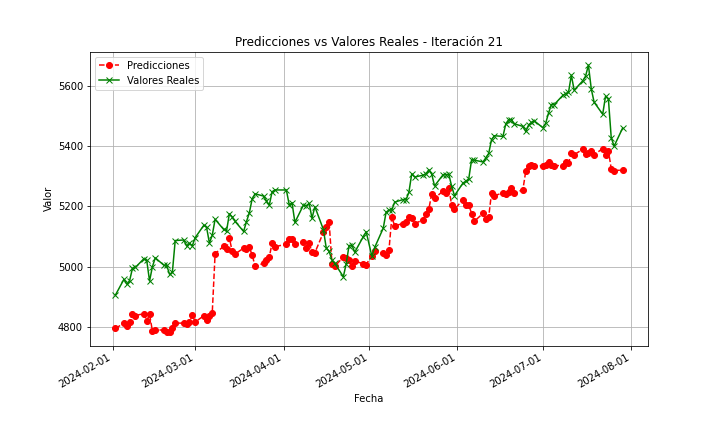 Predicciones vs Valores Reales - Iteración 21
Predicciones
Valores Reales
Valor
5600
5400
5200
5000
4800
2024-02-01
2024-03-01
2024-04-01
2024-05-01
2024-06-01
2024-07-01
2024-08-01
Fecha